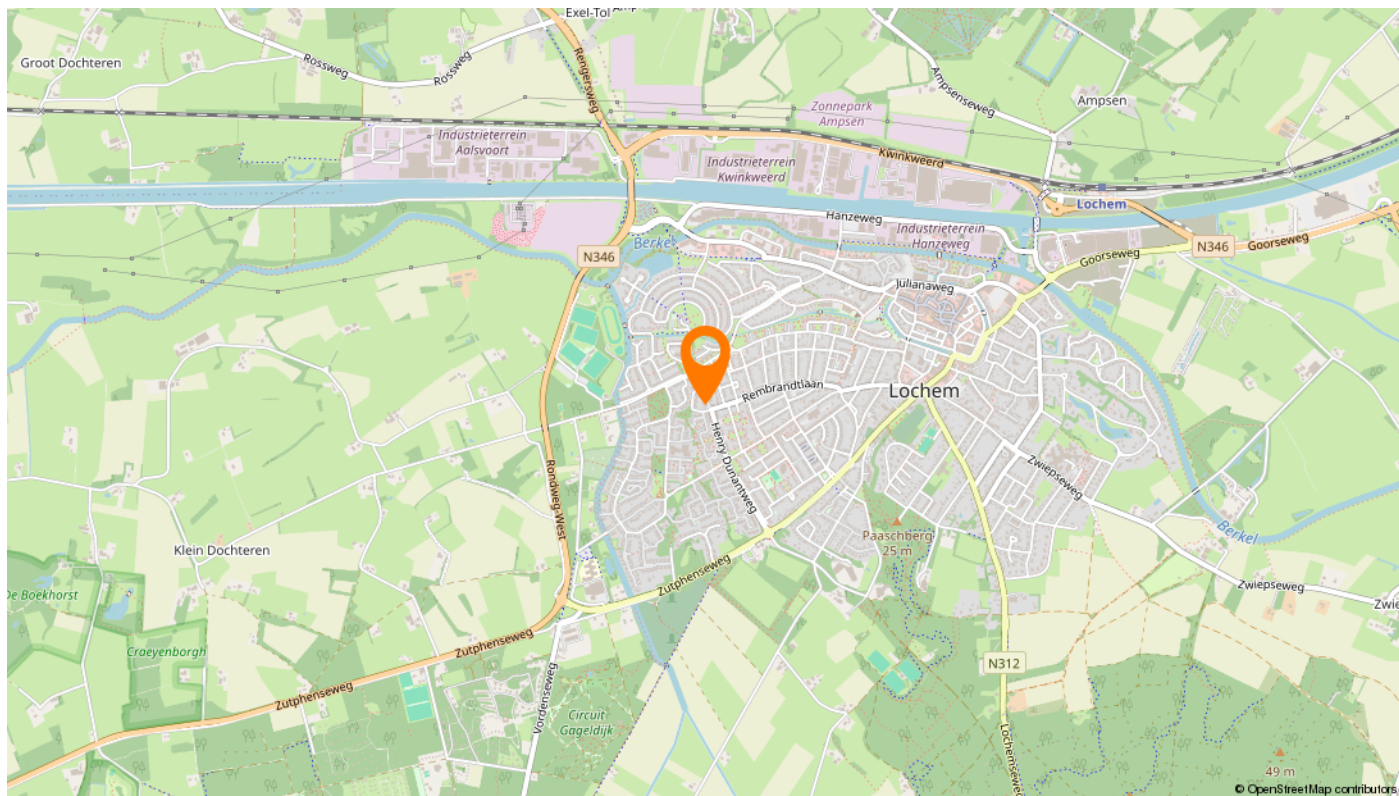 Exel-Tol
Groot Dochteren
Rossweg
Rossweg
Rengersweg
Ampsenseweg
Ampsen
Zonnepark
Ampsen
Industrieterrein
Aalsvoort
Industrieterrein
Kwinkweerd
Kwinkweerd
Lochem
Hanzeweg
Industrieterrein
Hanzeweg
Berkel
N346
N346
Goorseweg
Goorseweg
Julianaweg
Rembrandtlaan
Lochem
Henry Dunantweg
Rondweg-West
Zwiepseweg
Paaschberg
25 m
Berkel
Klein Dochteren
Zutphenseweg
Zwiepseweg
Zwie
De Boekhorst
Craeyenborgh
Zutphenseweg
Zutphenseweg
N312
Vordenseweg
Circuit
Gageldijk
Lochemseweg
49 m
© OpenStreetMap contributors